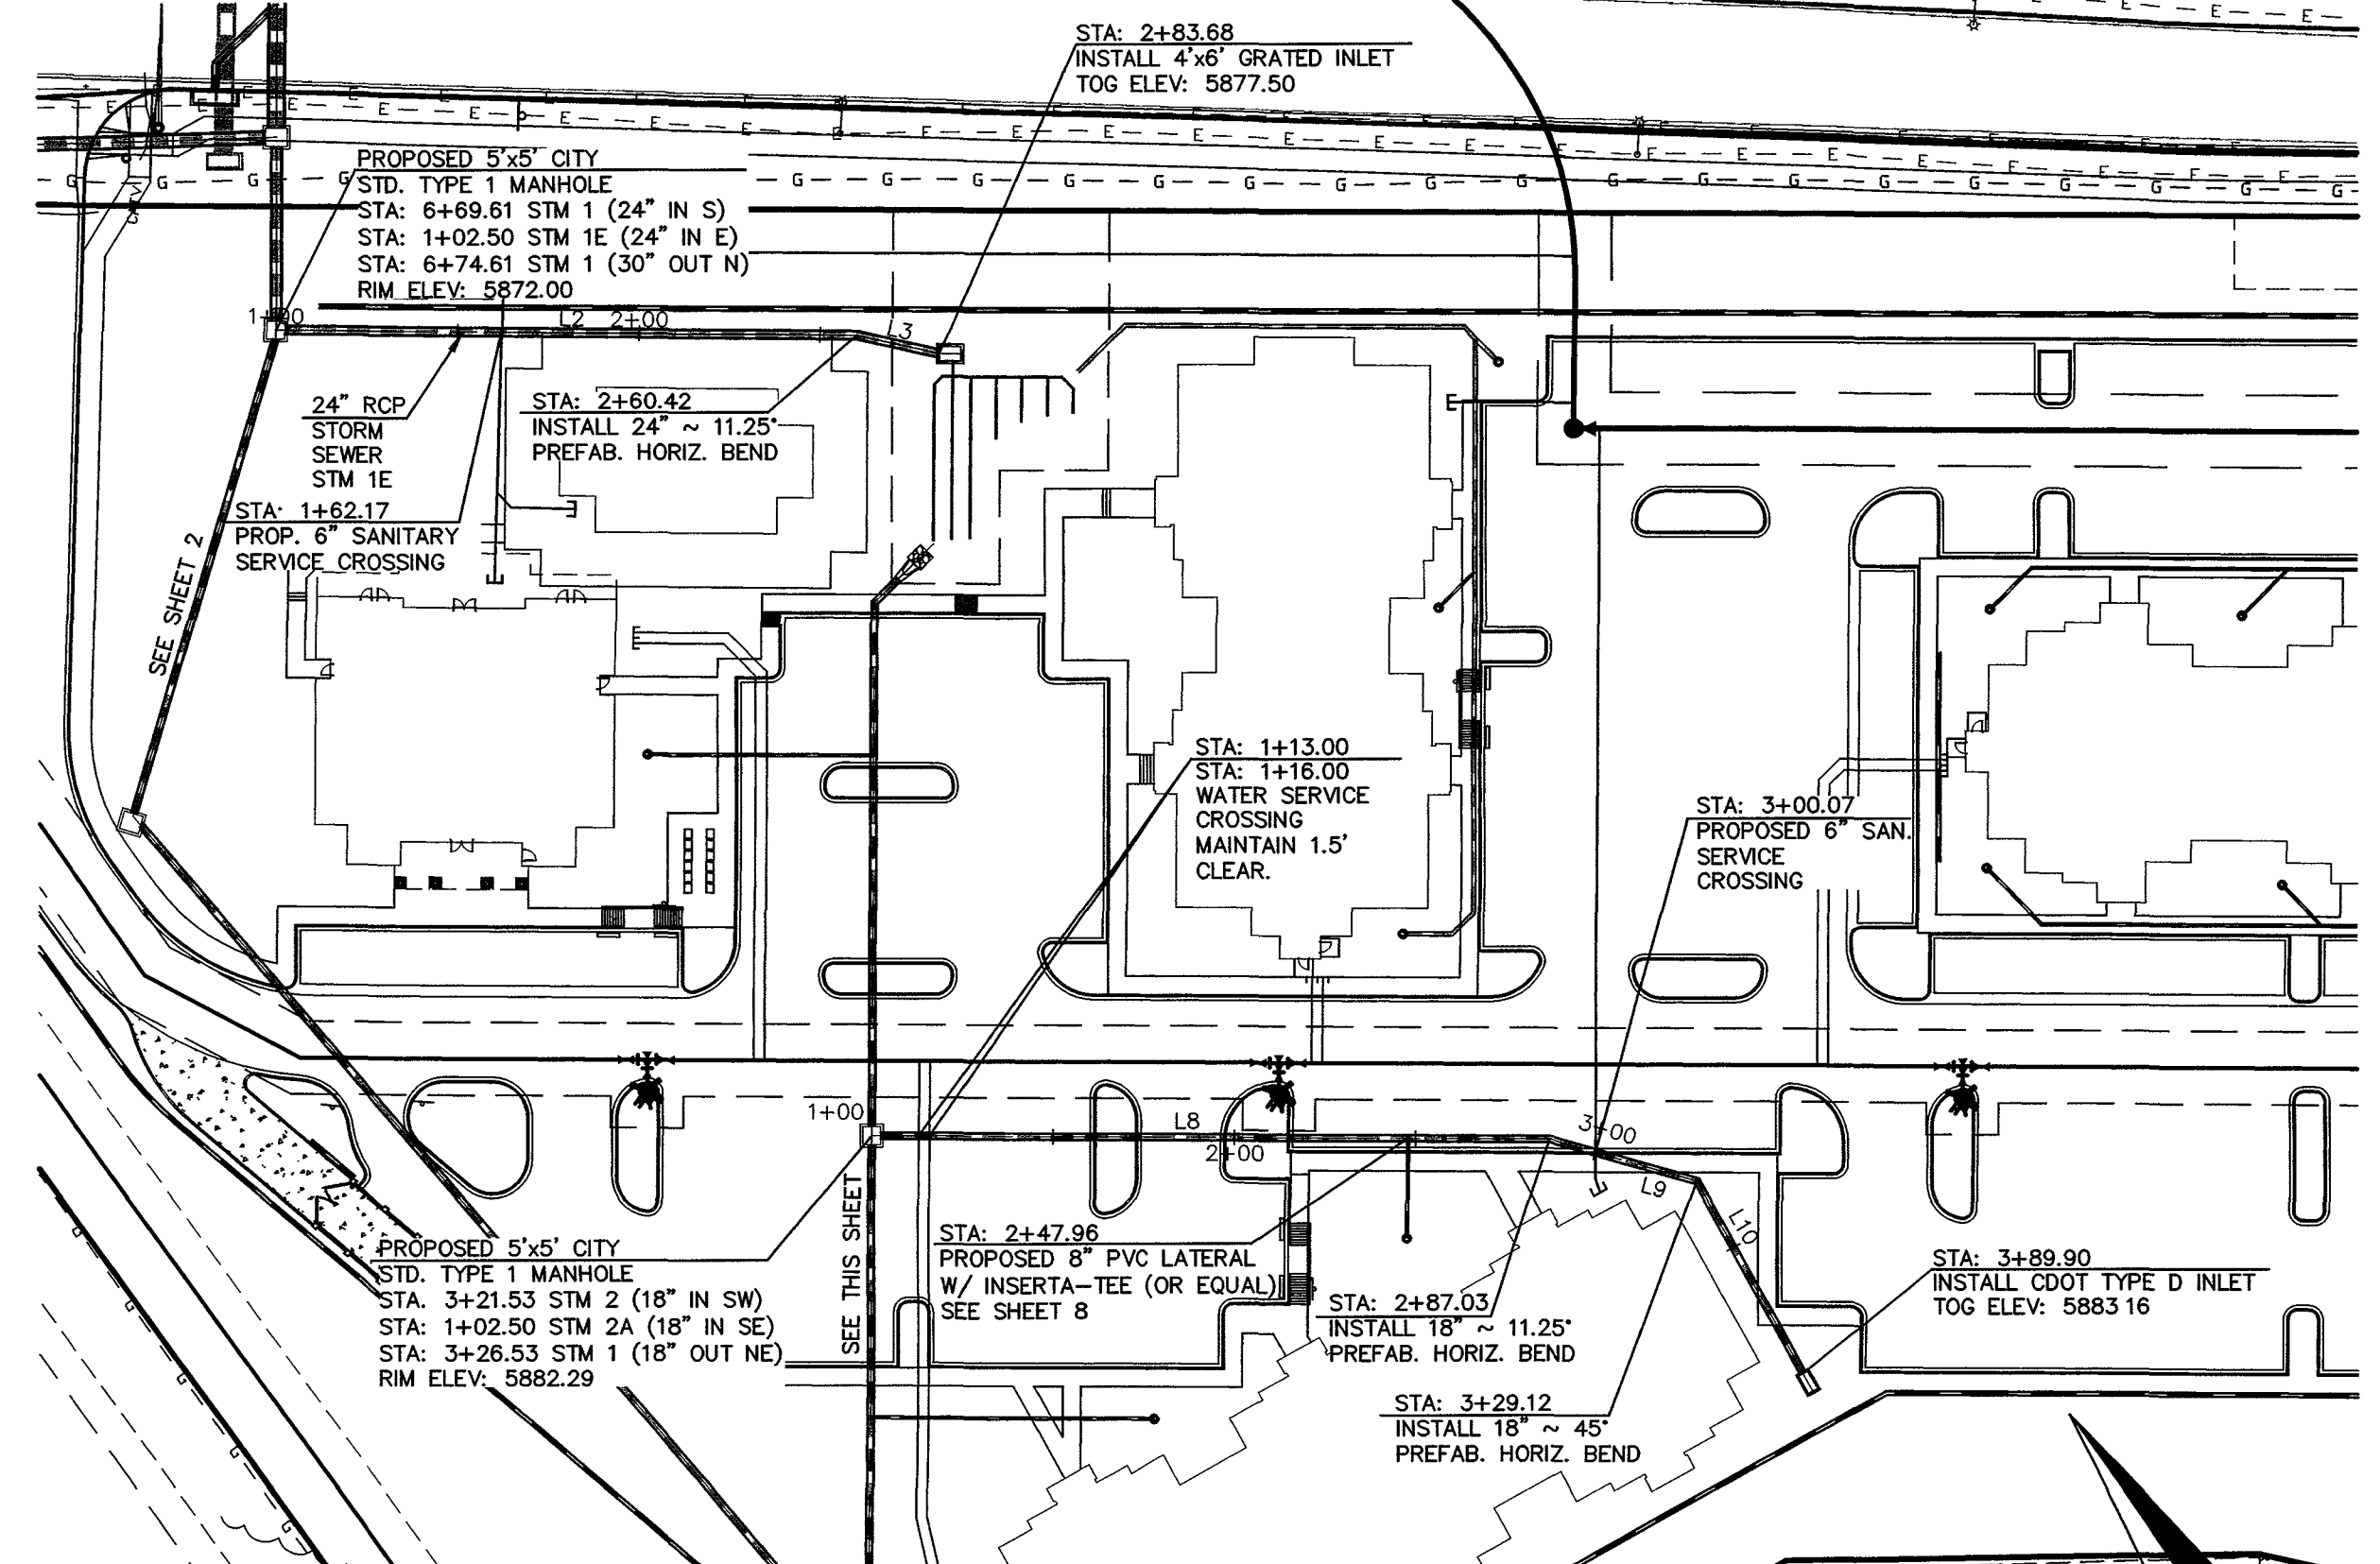 STA: 2+83.68
INSTALL 4'x6' GRATED INLET
TOG ELEV: 5877.50
PROPOSED 5'x5' CITY
STD. TYPE 1 MANHOLE
STA: 6+69.61 STM 1 (24" IN S)
STA: 1+02.50 STM 1E (24" IN E)
STA: 6+74.61 STM 1 (30" OUT N)
RIM ELEV: 5872.00
L2
2+00
L3
24" RCP
STORM
SEWER
STM 1E
STA: 2+60.42
INSTALL 24" ~ 11.25°
PREFAB. HORIZ. BEND
STA: 1+62.17
PROP. 6" SANITARY
SERVICE CROSSING
SEE SHEET 2
STA: 1+13.00
STA: 1+16.00
WATER SERVICE
CROSSING
MAINTAIN 1.5'
CLEAR.
STA: 3+00.07
PROPOSED 6" SAN.
SERVICE
CROSSING
1+00
L8
2+00
3+00
L9
L10
SEE THIS SHEET
PROPOSED 5'x5' CITY
STD. TYPE 1 MANHOLE
STA. 3+21.53 STM 2 (18" IN SW)
STA: 1+02.50 STM 2A (18" IN SE)
STA: 3+26.53 STM 1 (18" OUT NE)
RIM ELEV: 5882.29
STA: 2+47.96
PROPOSED 8" PVC LATERAL
W/ INSERTA-TEE (OR EQUAL)
SEE SHEET 8
STA: 2+87.03
INSTALL 18" ~ 11.25°
PREFAB. HORIZ. BEND
STA: 3+29.12
INSTALL 18" ~ 45°
PREFAB. HORIZ. BEND
STA: 3+89.90
INSTALL CDOT TYPE D INLET
TOG ELEV: 5883 16